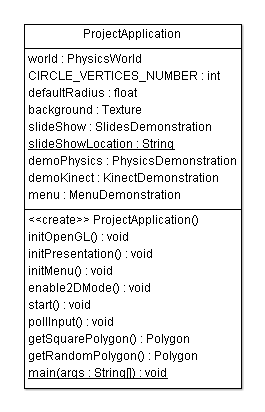 ProjectApplication
world : PhysicsWorld
CIRCLE_VERTICES_NUMBER : int
defaultRadius : float
background : Texture
slideShow : SlidesDemonstration
slideShowLocation : String
demoPhysics : PhysicsDemonstration
demoKinect : KinectDemonstration
menu : MenuDemonstration
<<create>> ProjectApplication()
initOpenGL() : void
initPresentation() : void
initMenu() : void
enable2DMode() : void
start() : void
pollInput() : void
getSquarePolygon() : Polygon
getRandomPolygon() : Polygon
main(args : String[]) : void